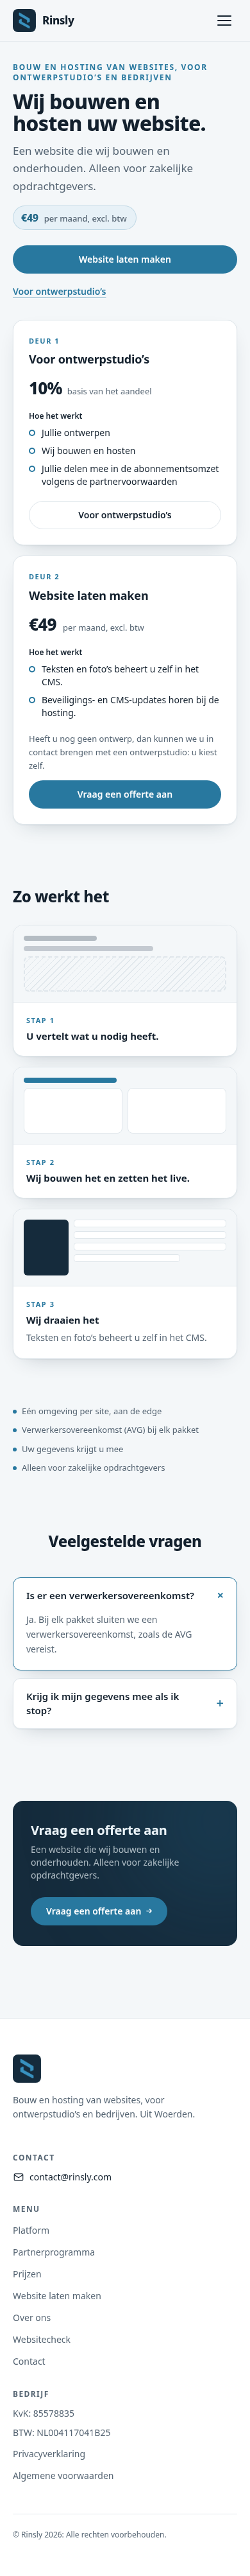 Rinsly
BOUW EN HOSTING VAN WEBSITES, VOOR
ONTWERPSTUDIO'S EN BEDRIJVEN
Wij bouwen en
hosten uw website.
Een website die wij bouwen en
onderhouden. Alleen voor zakelijke
opdrachtgevers.
€49 per maand, excl. btw
Website laten maken
Voor ontwerpstudio's
DEUR 1
Voor ontwerpstudio's
10% basis van het aandeel
Hoe het werkt
Jullie ontwerpen
Wij bouwen en hosten
Jullie delen mee in de abonnementsomzet
volgens de partnervoorwaarden
Voor ontwerpstudio's
DEUR 2
Website laten maken
€49 per maand, excl. btw
Hoe het werkt
Teksten en foto's beheert u zelf in het
CMS.
Beveiligings- en CMS-updates horen bij de
hosting.
Heeft u nog geen ontwerp, dan kunnen we u in
contact brengen met een ontwerpstudio: u kiest
zelf.
Vraag een offerte aan
Zo werkt het
STAP 1
U vertelt wat u nodig heeft.
STAP 2
Wij bouwen het en zetten het live.
STAP 3
Wij draaien het
Teksten en foto's beheert u zelf in het CMS.
Eén omgeving per site, aan de edge
Verwerkersovereenkomst (AVG) bij elk pakket
Uw gegevens krijgt u mee
Alleen voor zakelijke opdrachtgevers
Veelgestelde vragen
Is er een verwerkersovereenkomst?
Ja. Bij elk pakket sluiten we een
verwerkersovereenkomst, zoals de AVG
vereist.
Krijg ik mijn gegevens mee als ik
stop?
Vraag een offerte aan
Een website die wij bouwen en
onderhouden. Alleen voor zakelijke
opdrachtgevers.
Vraag een offerte aan →
Bouw en hosting van websites, voor
ontwerpstudio's en bedrijven. Uit Woerden.
CONTACT
contact@rinsly.com
MENU
Platform
Partnerprogramma
Prijzen
Website laten maken
Over ons
Websitecheck
Contact
BEDRIJF
KvK: 85578835
BTW: NL004117041B25
Privacyverklaring
Algemene voorwaarden
© Rinsly 2026: Alle rechten voorbehouden.